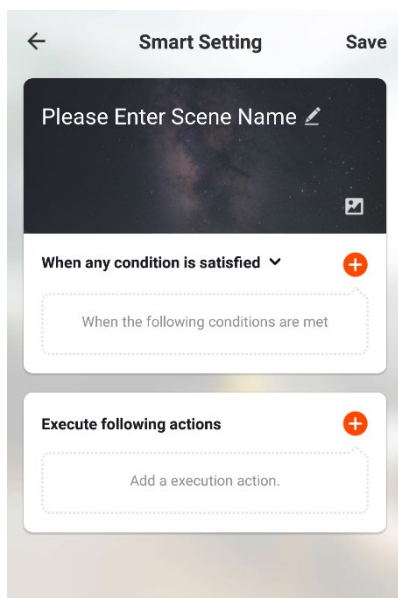 Smart Setting Save
Please Enter Scene Name
When any condition is satisfied
When the following conditions are met
Execute following actions
Add a execution action.